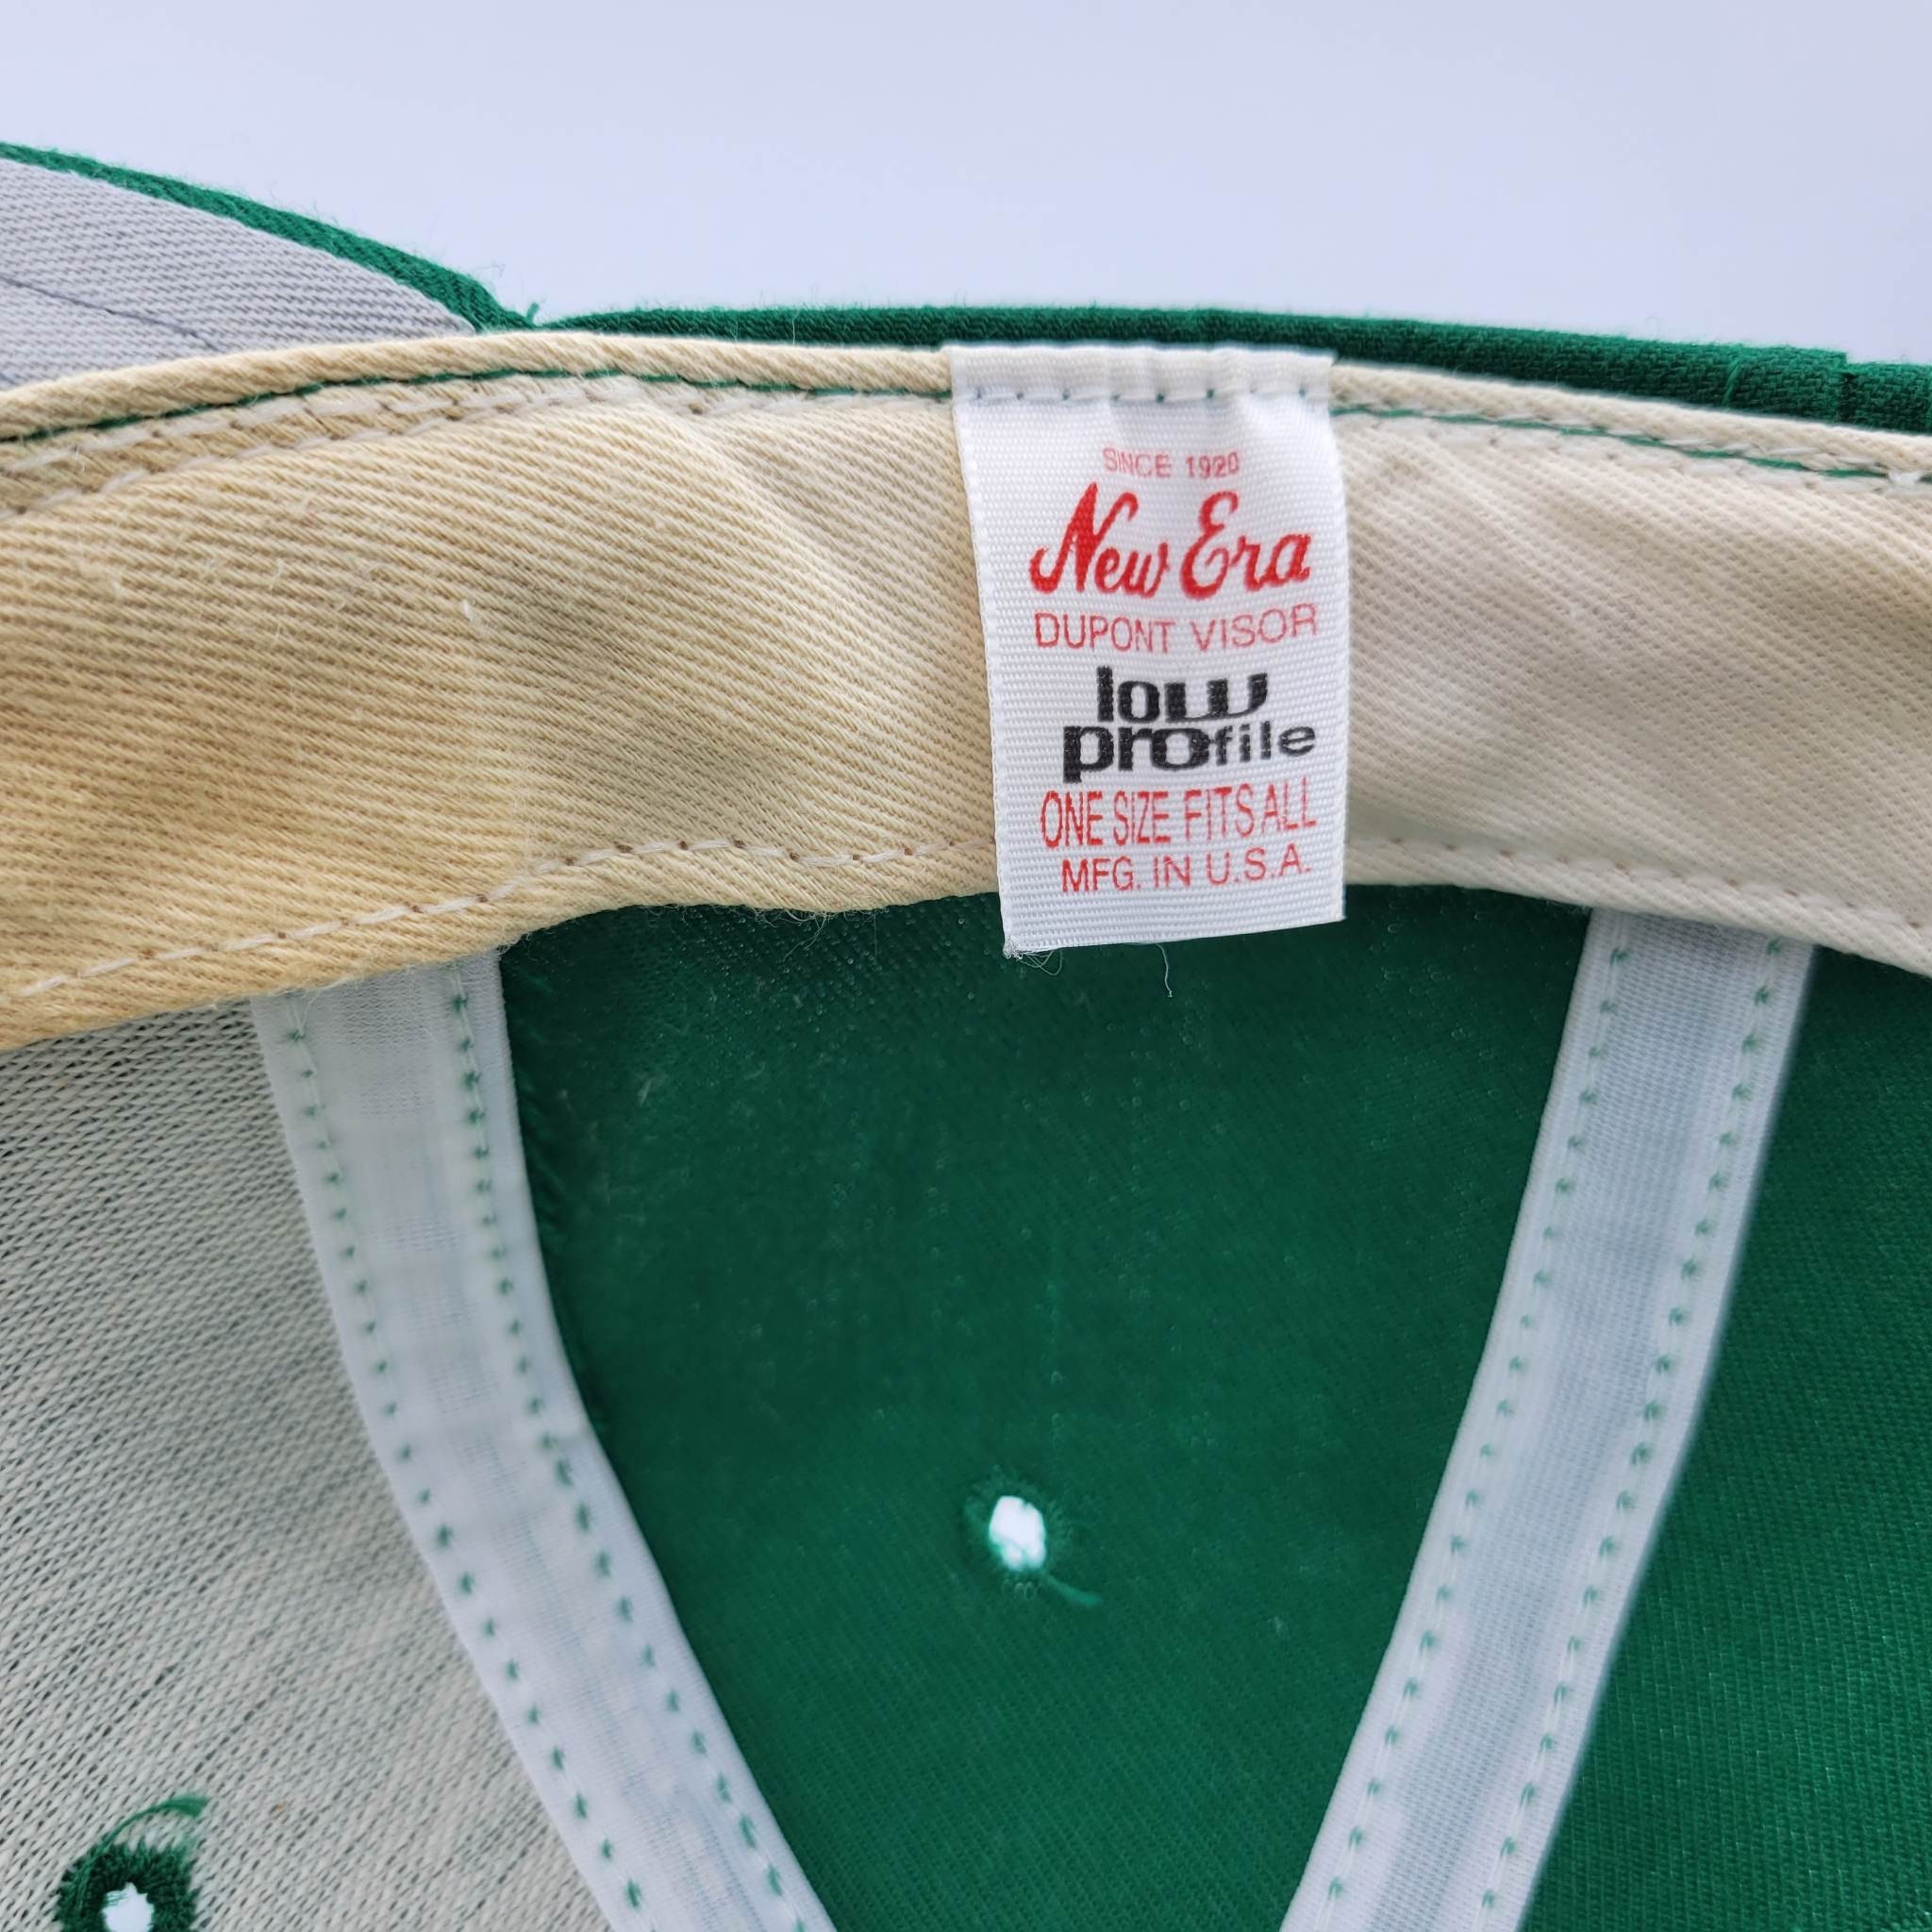 SINCE 1920
New Era
DUPONT VISOR
low
profile
ONE SIZE FITS ALL
MFG. IN U.S.A.